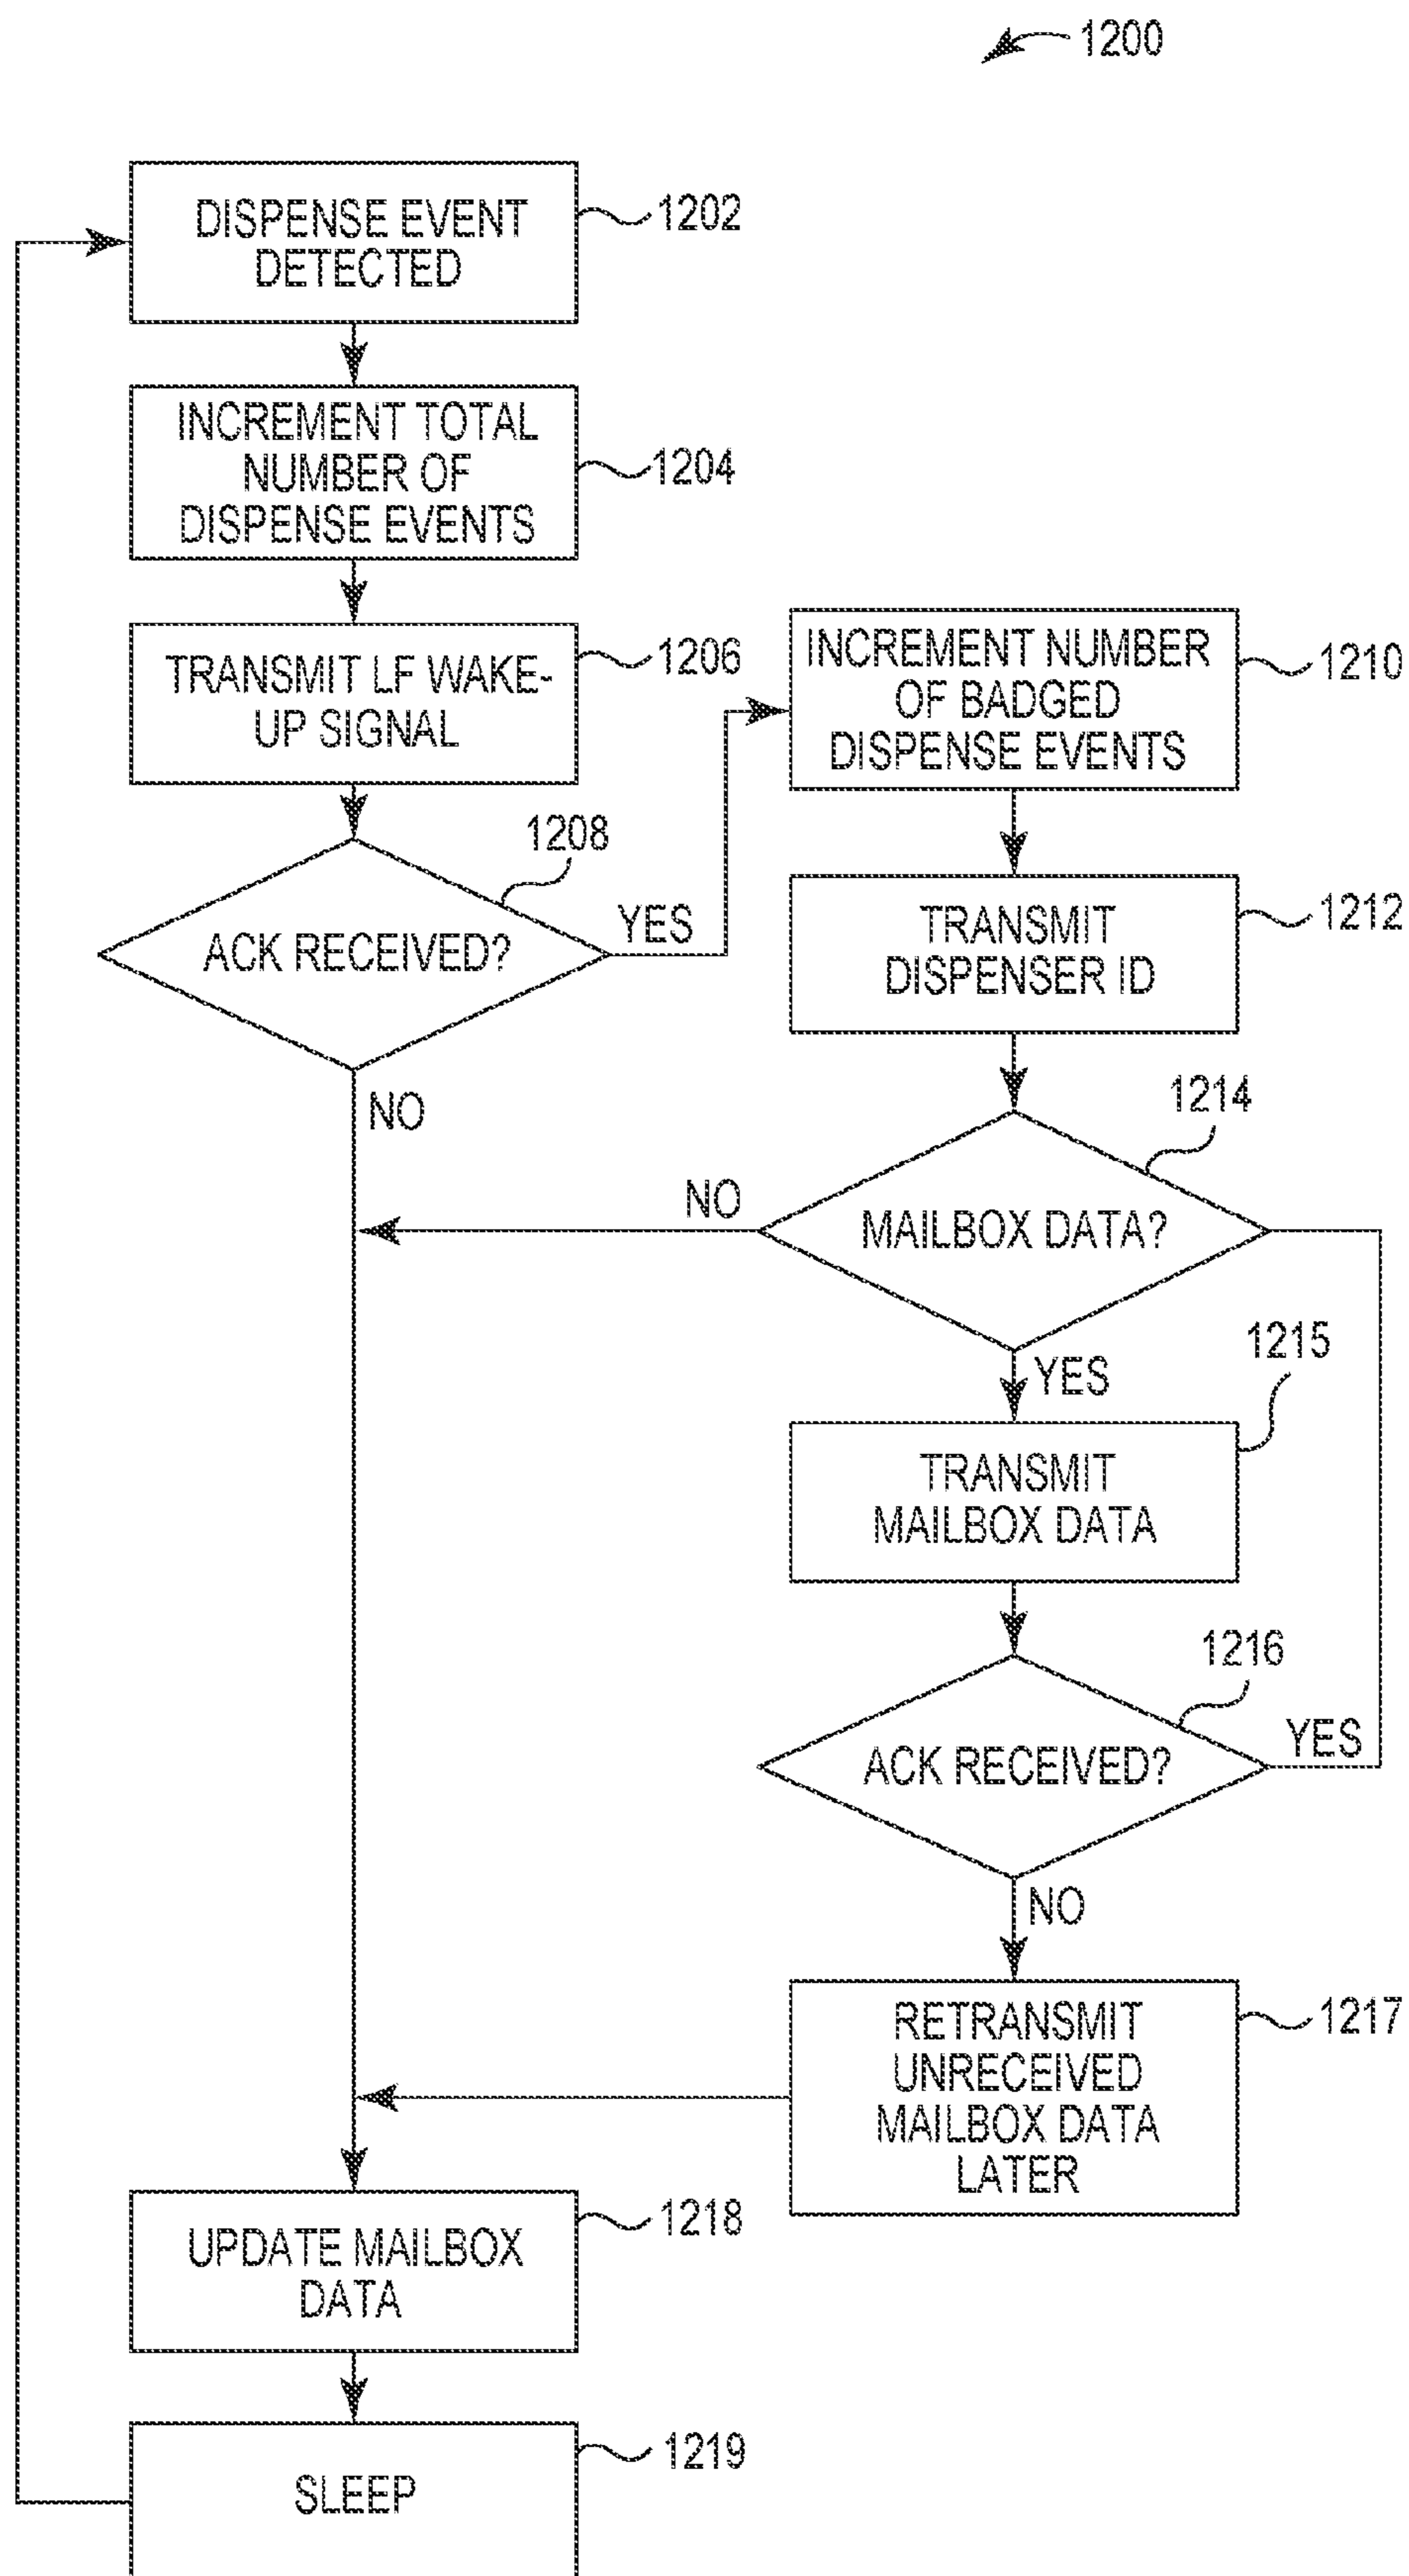 1200
DISPENSE EVENT
DETECTED
1202
INCREMENT TOTAL
NUMBER OF
DISPENSE EVENTS
1204
TRANSMIT LF WAKE-
UP SIGNAL
1206
INCREMENT NUMBER
OF BADGED
DISPENSE EVENTS
1210
1208
ACK RECEIVED?
YES
NO
TRANSMIT
DISPENSER ID
1212
1214
MAILBOX DATA?
NO
YES
1215
TRANSMIT
MAILBOX DATA
1216
ACK RECEIVED?
YES
NO
RETRANSMIT
UNRECEIVED
MAILBOX DATA
LATER
1217
UPDATE MAILBOX
DATA
1218
SLEEP
1219